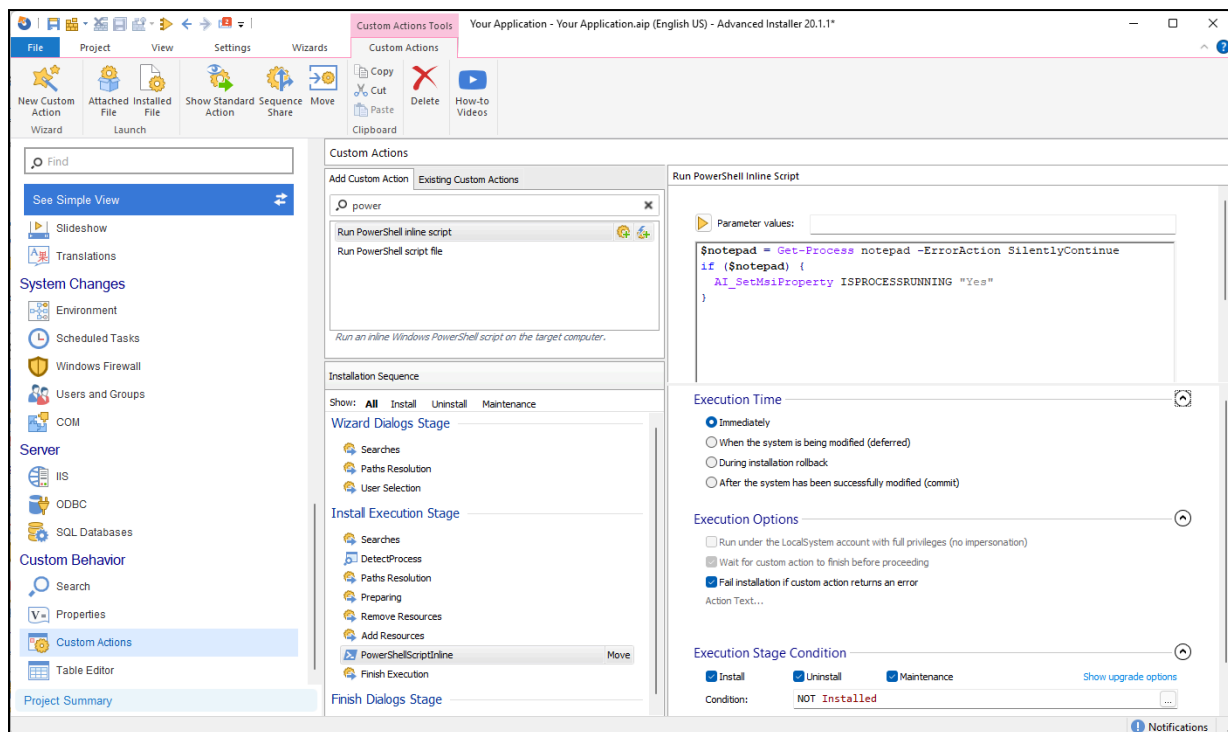 Custom Actions Tools
Your Application - Your Application.aip (English US) - Advanced Installer 20.1.1*
File Project View Settings Wizards Custom Actions
New Custom Action
Attached File
Installed File
Show Standard Action
Sequence Share
Move
Copy
Cut
Paste
Delete
How-to Videos
Wizard
Launch
Clipboard
Find
See Simple View
Slideshow
Translations
System Changes
Environment
Scheduled Tasks
Windows Firewall
Users and Groups
COM
Server
IIS
ODBC
SQL Databases
Custom Behavior
Search
Properties
Custom Actions
Table Editor
Project Summary
Custom Actions
Add Custom Action Existing Custom Actions
power
Run PowerShell inline script
Run PowerShell script file
Run an inline Windows PowerShell script on the target computer.
Installation Sequence
Show: All Install Uninstall Maintenance
Wizard Dialogs Stage
Searches
Paths Resolution
User Selection
Install Execution Stage
Searches
DetectProcess
Paths Resolution
Preparing
Remove Resources
Add Resources
PowerShellScriptInline Move
Finish Execution
Finish Dialogs Stage
Run PowerShell Inline Script
Parameter values:
$notepad = Get-Process notepad -ErrorAction SilentlyContinue
if ($notepad) {
AI_SetMsiProperty ISPROCESSRUNNING "Yes"
}
Execution Time
Immediately
When the system is being modified (deferred)
During installation rollback
After the system has been successfully modified (commit)
Execution Options
Run under the LocalSystem account with full privileges (no impersonation)
Wait for custom action to finish before proceeding
Fail installation if custom action returns an error
Action Text...
Execution Stage Condition
Install Uninstall Maintenance Show upgrade options
Condition: NOT Installed ...
Notifications